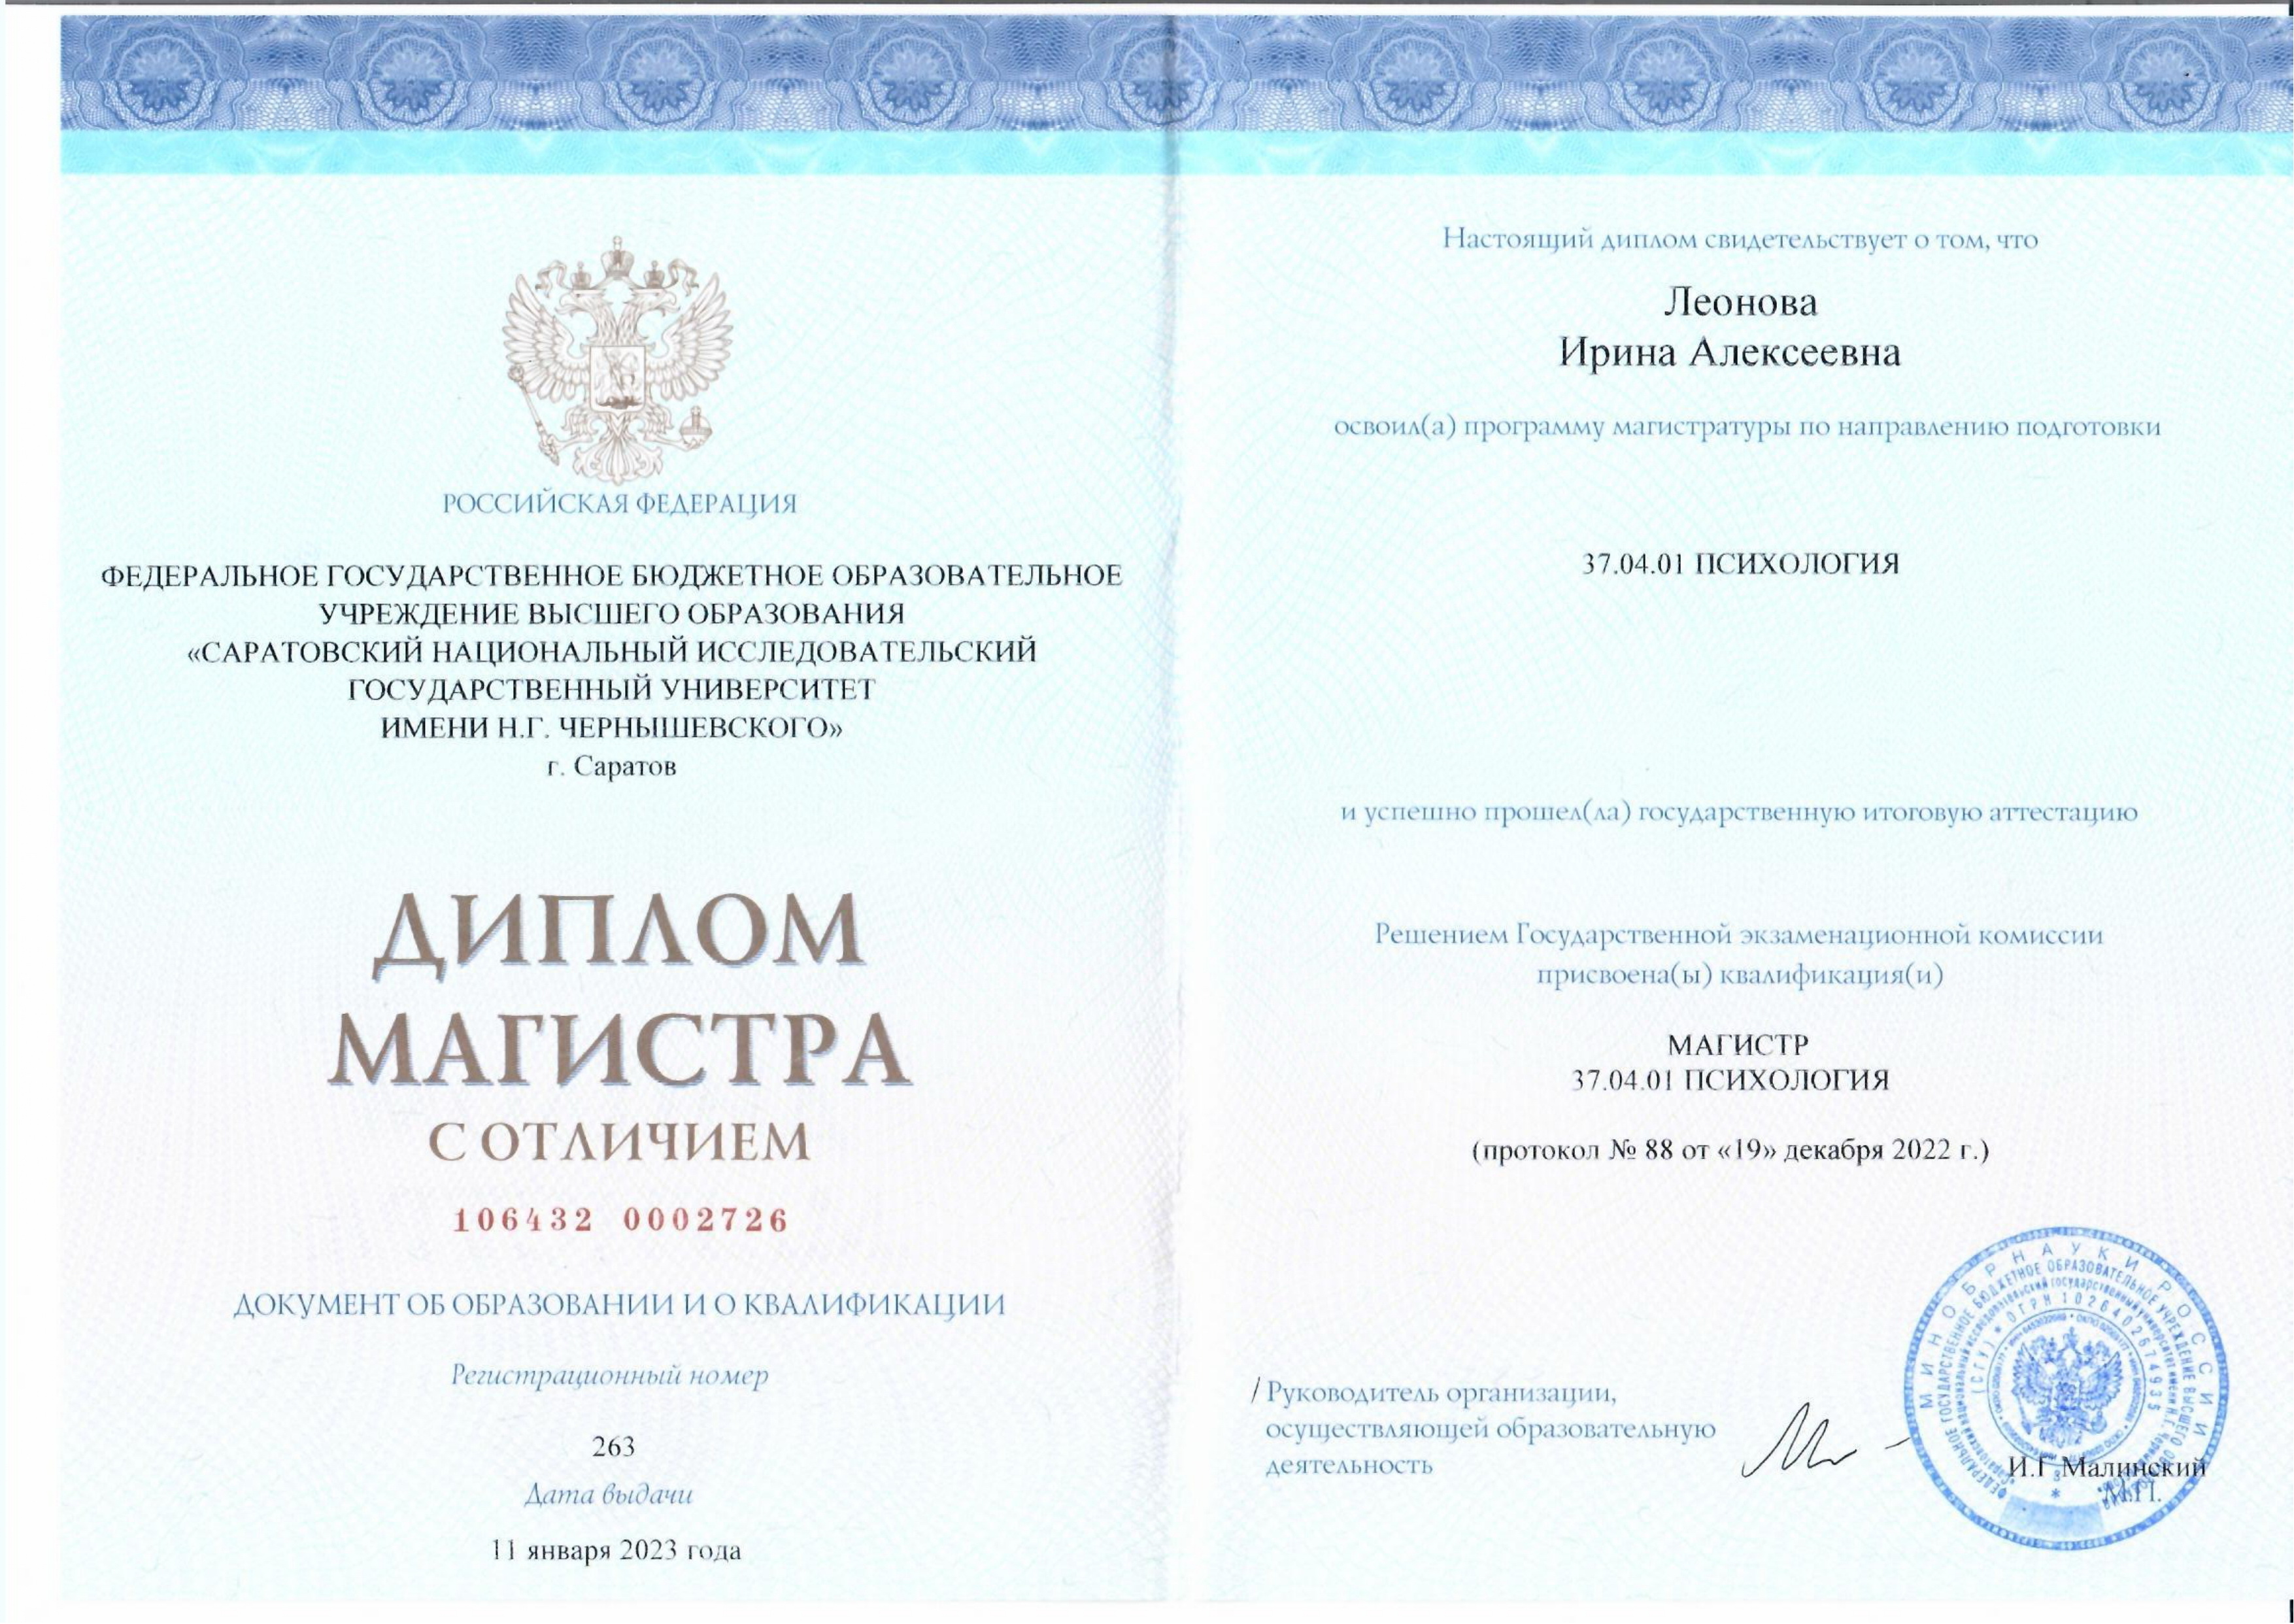 РОССИЙСКАЯ ФЕДЕРАЦИЯ
ФЕДЕРАЛЬНОЕ ГОСУДАРСТВЕННОЕ БЮДЖЕТНОЕ ОБРАЗОВАТЕЛЬНОЕ
УЧРЕЖДЕНИЕ ВЫСШЕГО ОБРАЗОВАНИЯ
«САРАТОВСКИЙ НАЦИОНАЛЬНЫЙ ИССЛЕДОВАТЕЛЬСКИЙ
ГОСУДАРСТВЕННЫЙ УНИВЕРСИТЕТ
ИМЕНИ Н.Г. ЧЕРНЫШЕВСКОГО»
г. Саратов
ДИПЛОМ
МАГИСТРА
С ОТЛИЧИЕМ
106432 0002726
ДОКУМЕНТ ОБ ОБРАЗОВАНИИ И О КВАЛИФИКАЦИИ
Регистрационный номер
263
Дата выдачи
11 января 2023 года
Настоящий диплом свидетельствует о том, что
Леонова
Ирина Алексеевна
освоил(а) программу магистратуры по направлению подготовки
37.04.01 ПСИХОЛОГИЯ
и успешно прошел(ла) государственную итоговую аттестацию
Решением Государственной экзаменационной комиссии
присвоена(ы) квалификация(и)
МАГИСТР
37.04.01 ПСИХОЛОГИЯ
(протокол № 88 от «19» декабря 2022 г.)
/ Руководитель организации,
осуществляющей образовательную
деятельность
И.Г Малинский
М.П.
МИНОБРНАУКИ РОССИИ
ФЕДЕРАЛЬНОЕ ГОСУДАРСТВЕННОЕ БЮДЖЕТНОЕ ОБРАЗОВАТЕЛЬНОЕ УЧРЕЖДЕНИЕ ВЫСШЕГО
(СГУ) * ОГРН 1026402674935